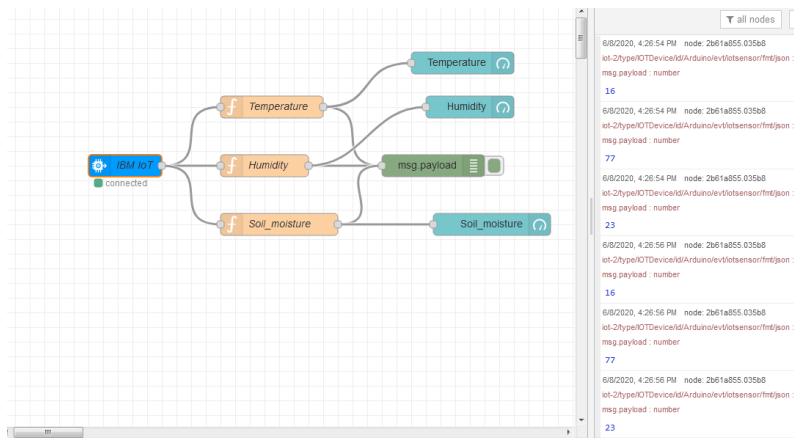 all nodes
Temperature
Humidity
Temperature
IBM IoT
connected
Humidity
msg.payload
Soil_moisture
Soil_moisture
6/8/2020, 4:26:54 PM node: 2b61a855.035b8
iot-2/type/IOTDevice/id/Arduino/evt/iotsensor/fmt/json :
msg.payload : number
16
6/8/2020, 4:26:54 PM node: 2b61a855.035b8
iot-2/type/IOTDevice/id/Arduino/evt/iotsensor/fmt/json :
msg.payload : number
77
6/8/2020, 4:26:54 PM node: 2b61a855.035b8
iot-2/type/IOTDevice/id/Arduino/evt/iotsensor/fmt/json :
msg.payload : number
23
6/8/2020, 4:26:56 PM node: 2b61a855.035b8
iot-2/type/IOTDevice/id/Arduino/evt/iotsensor/fmt/json :
msg.payload : number
16
6/8/2020, 4:26:56 PM node: 2b61a855.035b8
iot-2/type/IOTDevice/id/Arduino/evt/iotsensor/fmt/json :
msg.payload : number
77
6/8/2020, 4:26:56 PM node: 2b61a855.035b8
iot-2/type/IOTDevice/id/Arduino/evt/iotsensor/fmt/json :
msg.payload : number
23